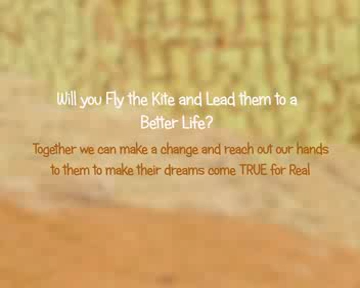 Will you Fly the Kite and Lead them to a
Better Life?
Together we can make a change and reach out our hands
to them to make their dreams come TRUE for Real